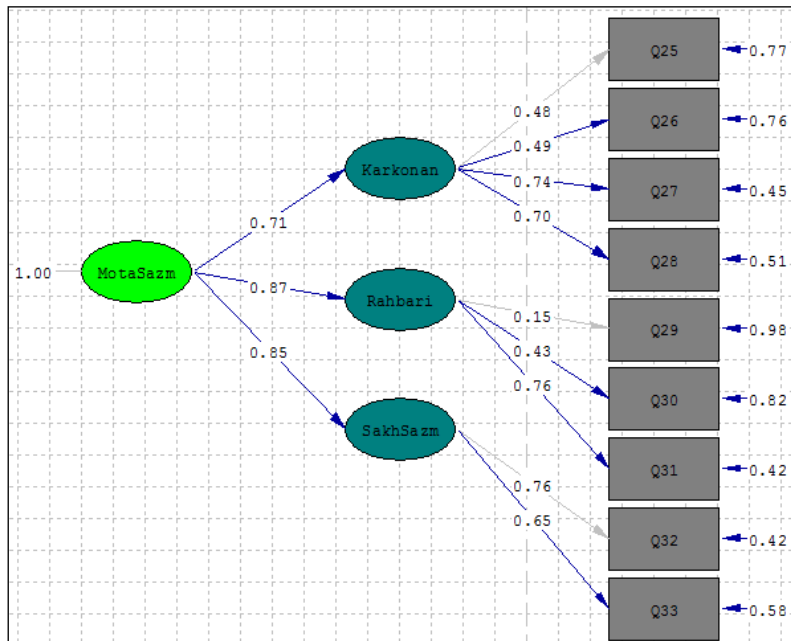 Q25
0.77
0.48
Q26
0.76
0.49
Karkonan
0.74
Q27
0.45
0.70
0.71
Q28
0.51
1.00
MotaSazm
0.87
Rahbari
0.15
Q29
0.98
0.43
0.85
0.76
Q30
0.82
SakhSazm
Q31
0.42
0.76
0.65
Q32
0.42
Q33
0.58